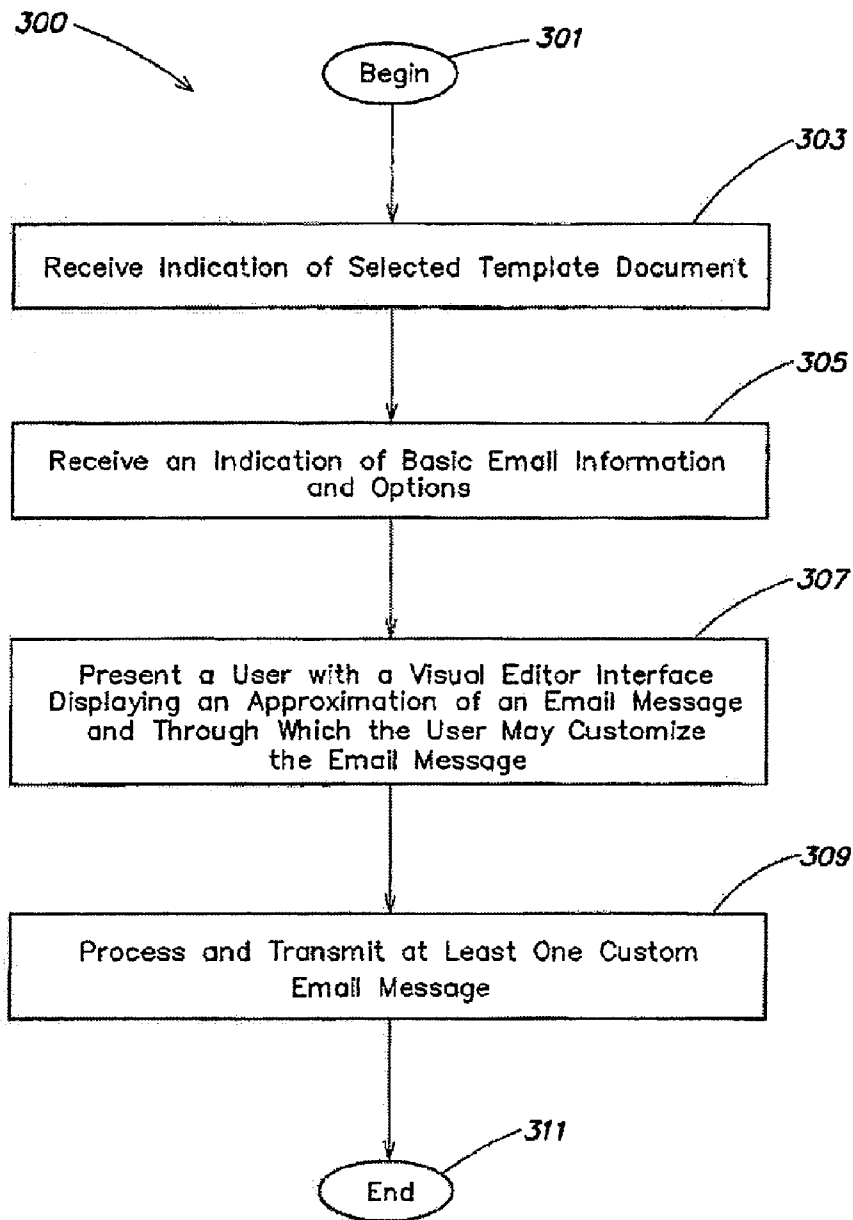 300
301
Begin
303
Receive Indication of Selected Template Document
305
Receive an Indication of Basic Email Information
and Options
307
Present a User with a Visual Editor Interface
Displaying an Approximation of an Email Message
and Through Which the User May Customize
the Email Message
309
Process and Transmit at Least One Custom
Email Message
311
End